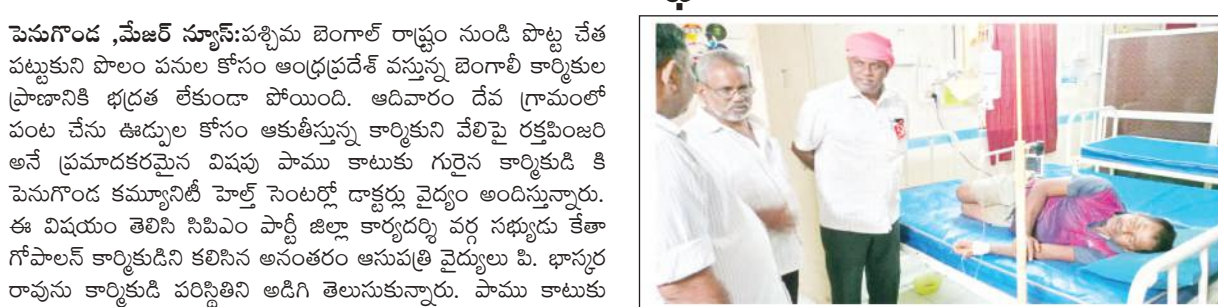 పెనుగొండ ,మేజర్ న్యూస్:పశ్చిమ బెంగాల్ రాష్ట్రం నుండి పొట్ట చేత
పట్టుకుని పొలం పనుల కోసం ఆంధ్రప్రదేశ్ వస్తున్న బెంగాలీ కార్మికుల
ప్రాణానికి భద్రత లేకుండా పోయింది. ఆదివారం దేవ గ్రామంలో
పంట చేను ఊడ్పుల కోసం ఆకుతీస్తున్న కార్మికుని వేలిపై రక్తపింజరి
అనే ప్రమాదకరమైన విషపు పాము కాటుకు గురైన కార్మికుడి కి
పెనుగొండ కమ్యూనిటీ హెల్త్ సెంటర్లో డాక్టర్లు వైద్యం అందిస్తున్నారు.
ఈ విషయం తెలిసి సిపిఎం పార్టీ జిల్లా కార్యదర్శి వర్గ సభ్యుడు కేతా
గోపాలన్ కార్మికుడిని కలిసిన అనంతరం ఆసుపత్రి వైద్యులు పి. భాస్కర
రావును కార్మికుడి పరిస్థితిని అడిగి తెలుసుకున్నారు. పాము కాటుకు